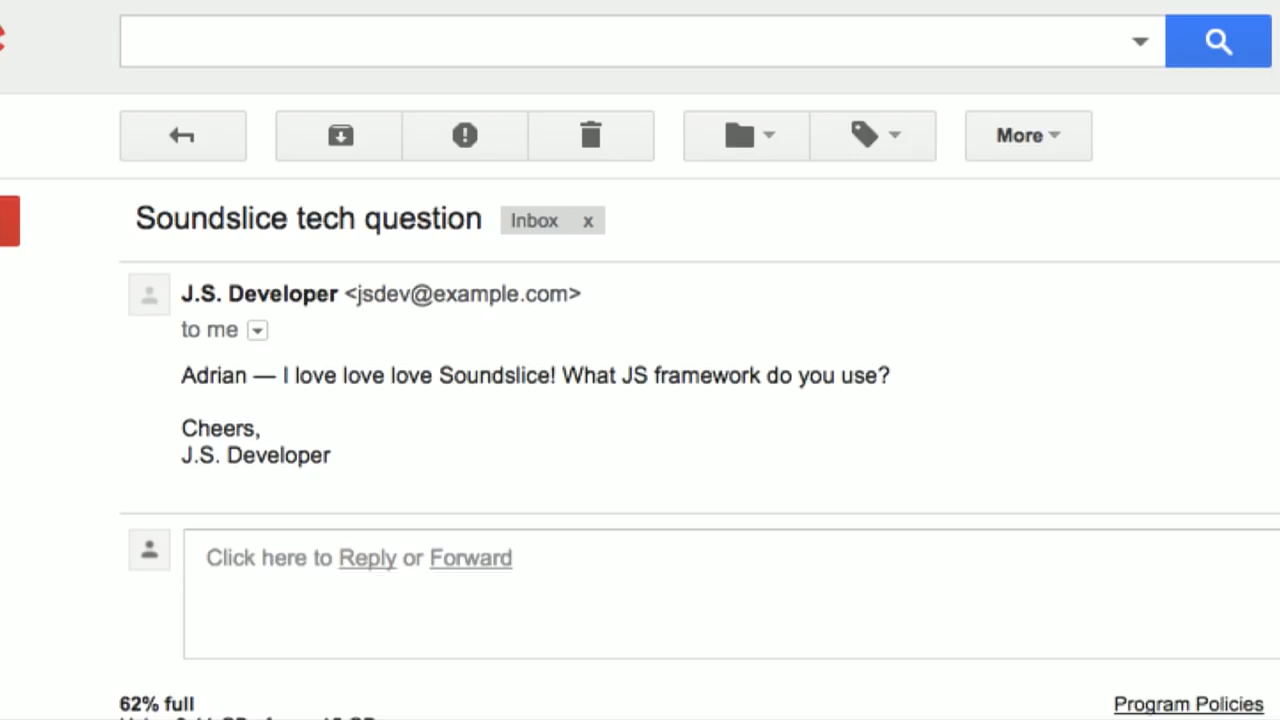 More
Soundslice tech question Inbox x
J.S. Developer <jsdev@example.com>
to me
Adrian — I love love love Soundslice! What JS framework do you use?
Cheers,
J.S. Developer
Click here to Reply or Forward
62% full
Program Policies